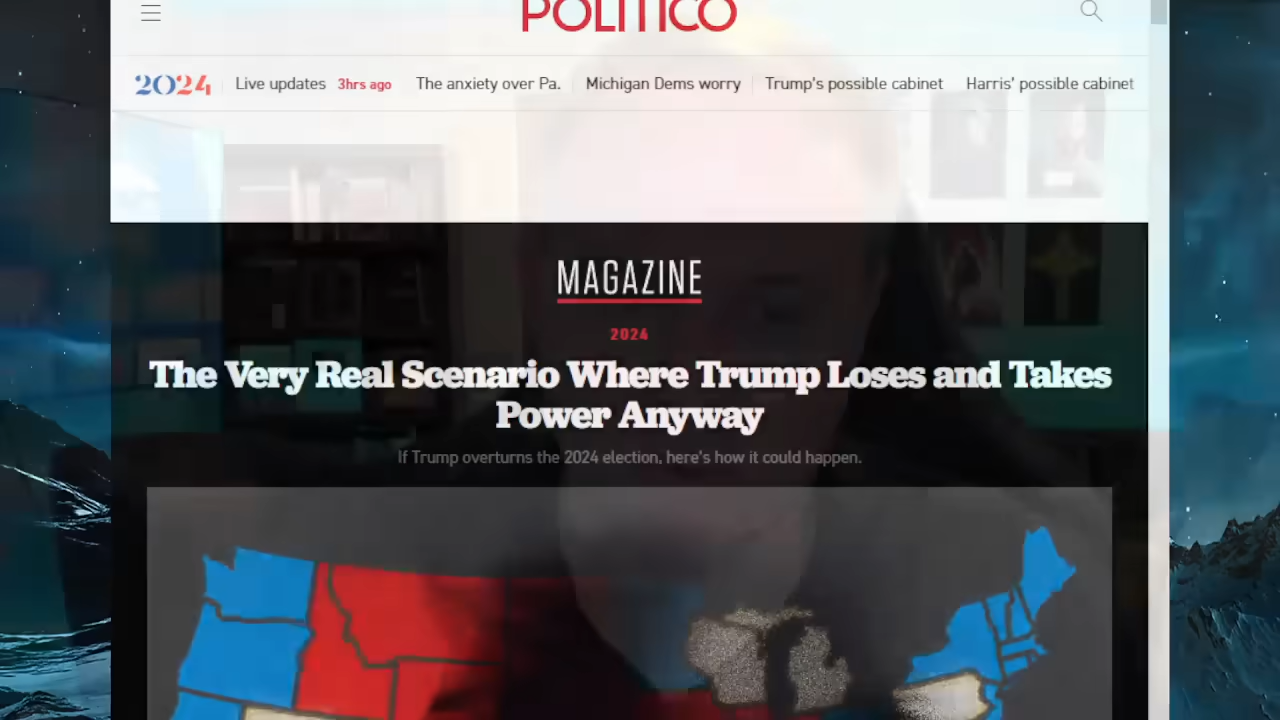 POLITICO
2024 Live updates 3hrs ago The anxiety over Pa. Michigan Dems worry Trump's possible cabinet Harris' possible cabinet
MAGAZINE
2024
The Very Real Scenario Where Trump Loses and Takes
Power Anyway
If Trump overturns the 2024 election, here's how it could happen.